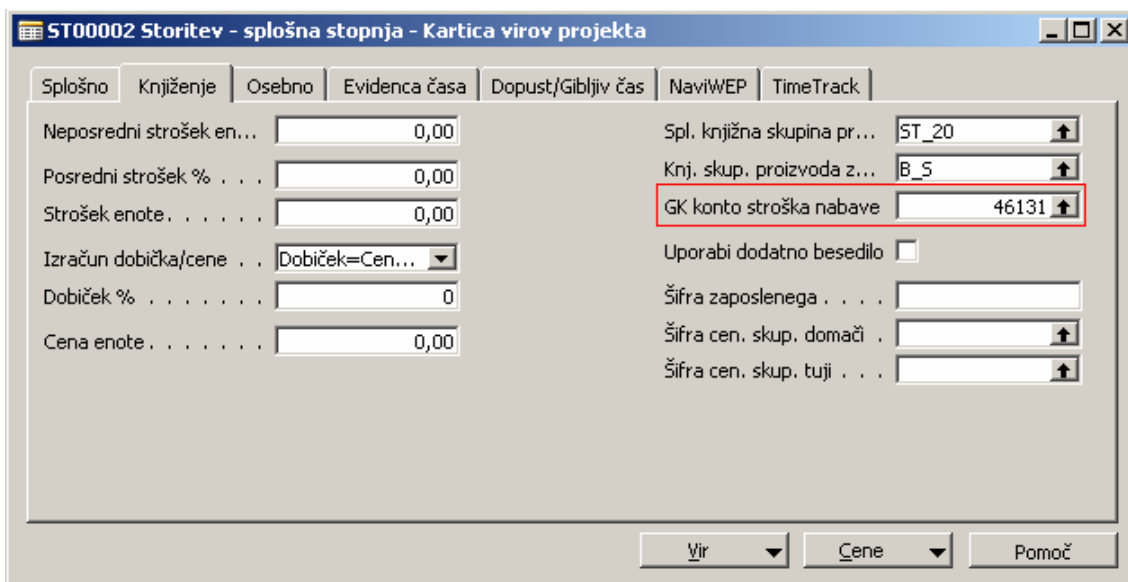 ST00002 Storitev - splošna stopnja - Kartica virov projekta
Splošno Knjiženje Osebno Evidenca časa Dopust/Gibljiv čas NaviWEP TimeTrack
Neposredni strošek en... 0,00
Posredni strošek % . . . 0,00
Strošek enote. . . . . . 0,00
Izračun dobička/cene . . Dobiček=Cen...
Dobiček % . . . . . . . 0
Cena enote. . . . . . . 0,00
Spl. knjižna skupina pr... ST_20
Knj. skup. proizvoda z... B_S
GK konto stroška nabave 46131
Uporabi dodatno besedilo
Šifra zaposlenega . . . .
Šifra cen. skup. domači .
Šifra cen. skup. tuji . . .
Vir Cene Pomoč